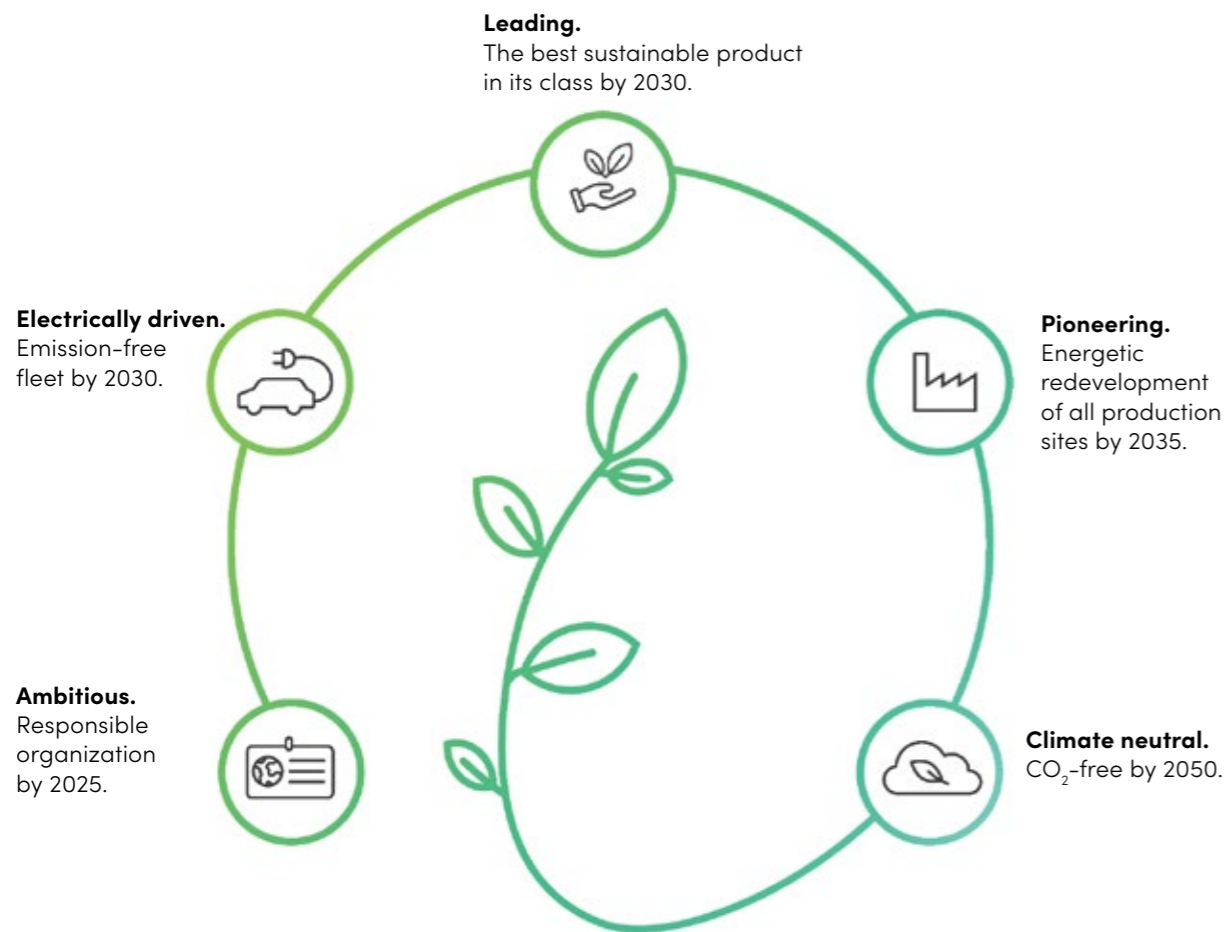 Leading.
The best sustainable product
in its class by 2030.
Electrically driven.
Emission-free
fleet by 2030.
Pioneering.
Energetic
redevelopment
of all production
sites by 2035.
Ambitious.
Responsible
organization
by 2025.
Climate neutral.
CO₂-free by 2050.